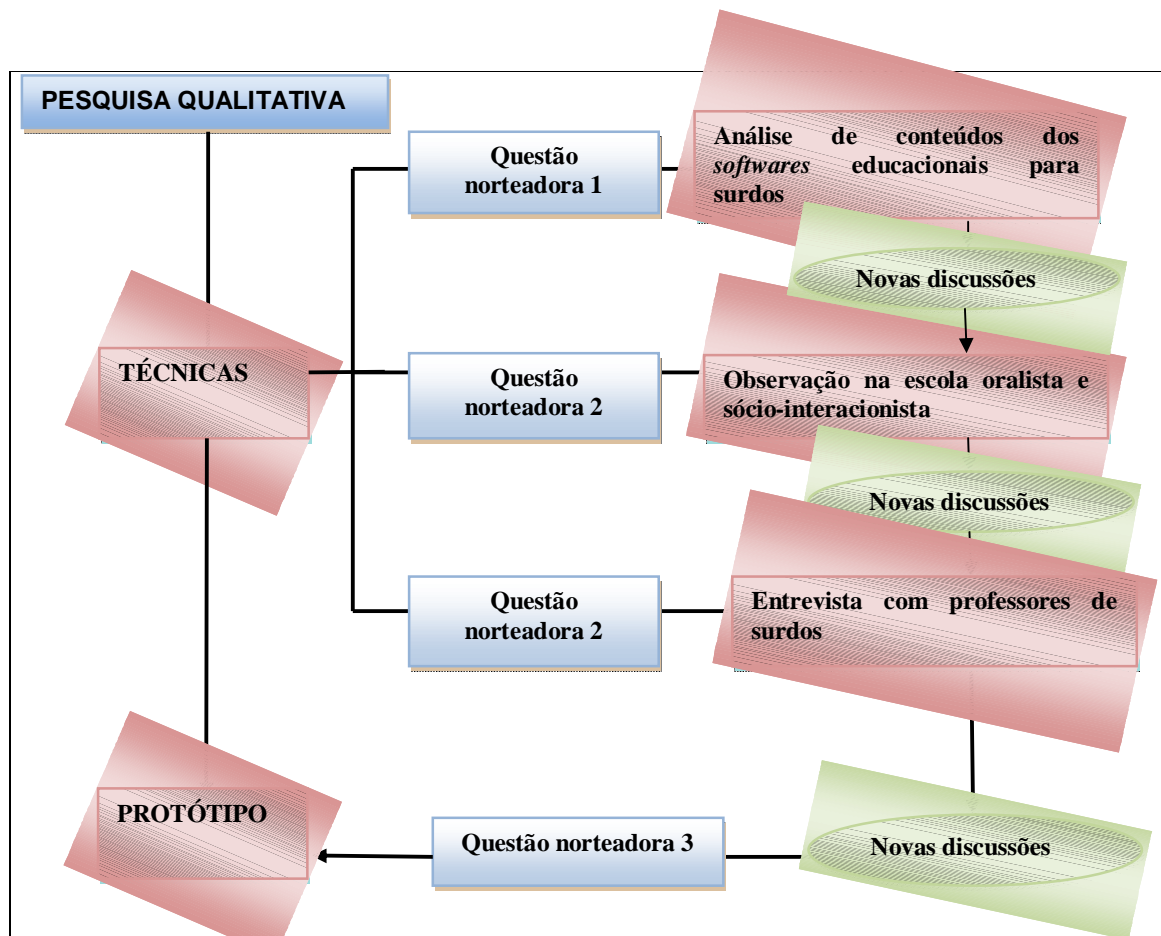 PESQUISA QUALITATIVA
Questão
norteadora 1
Análise de conteúdos dos
softwares educacionais para
surdos
Novas discussões
TÉCNICAS
Questão
norteadora 2
Observação na escola oralista e
sócio-interacionista
Novas discussões
Questão
norteadora 2
Entrevista com professores de
surdos
PROTÓTIPO
Questão norteadora 3
Novas discussões